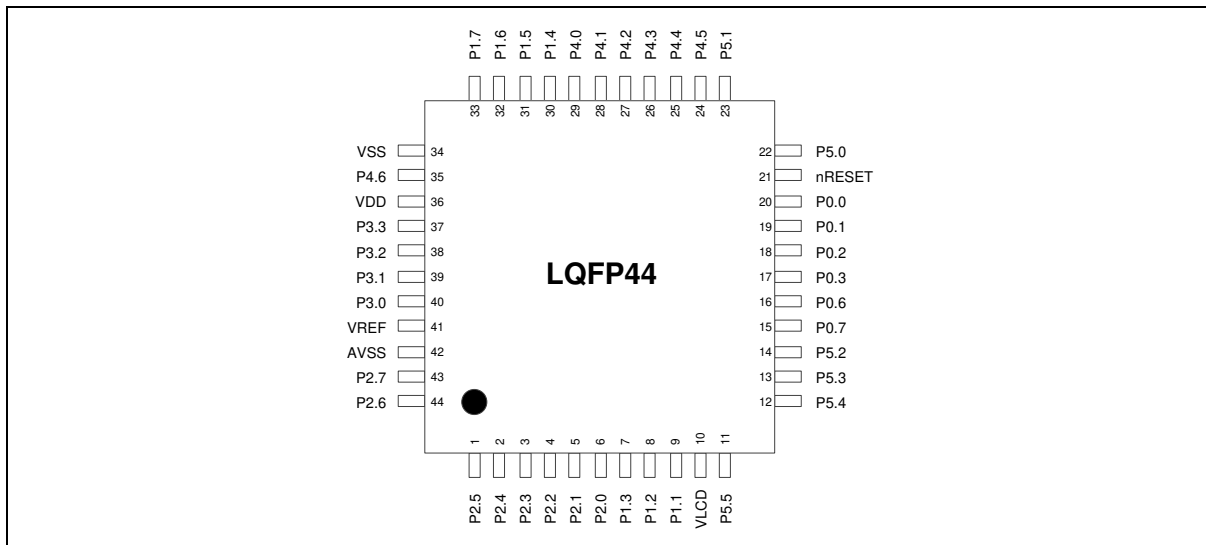 P1.7 P1.6 P1.5 P1.4 P4.0 P4.1 P4.2 P4.3 P4.4 P4.5 P5.1
33 32 31 30 29 28 27 26 25 24 23
VSS 34 22 P5.0
P4.6 35 21 nRESET
VDD 36 20 P0.0
P3.3 37 19 P0.1
P3.2 38 18 P0.2
LQFP44
P3.1 39 17 P0.3
P3.0 40 16 P0.6
VREF 41 15 P0.7
AVSS 42 14 P5.2
P2.7 43 13 P5.3
P2.6 44 12 P5.4
1 2 3 4 5 6 7 8 9 10 11
P2.5 P2.4 P2.3 P2.2 P2.1 P2.0 P1.3 P1.2 P1.1 VLCD P5.5